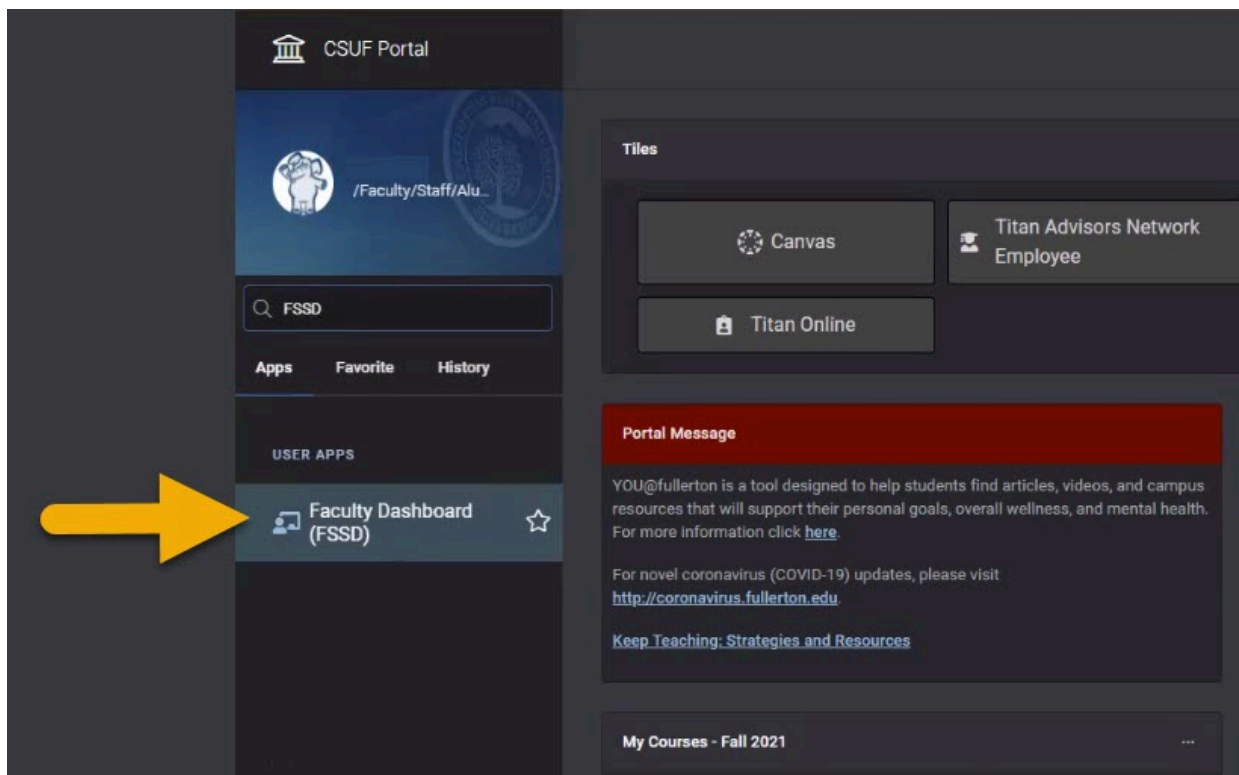 CSUF Portal
/Faculty/Staff/Alu...
FSSD
Apps Favorite History
USER APPS
Faculty Dashboard
(FSSD)
Tiles
Canvas
Titan Advisors Network
Employee
Titan Online
Portal Message
YOU@fullerton is a tool designed to help students find articles, videos, and campus
resources that will support their personal goals, overall wellness, and mental health.
For more information click here.
For novel coronavirus (COVID-19) updates, please visit
http://coronavirus.fullerton.edu.
Keep Teaching: Strategies and Resources
My Courses - Fall 2021